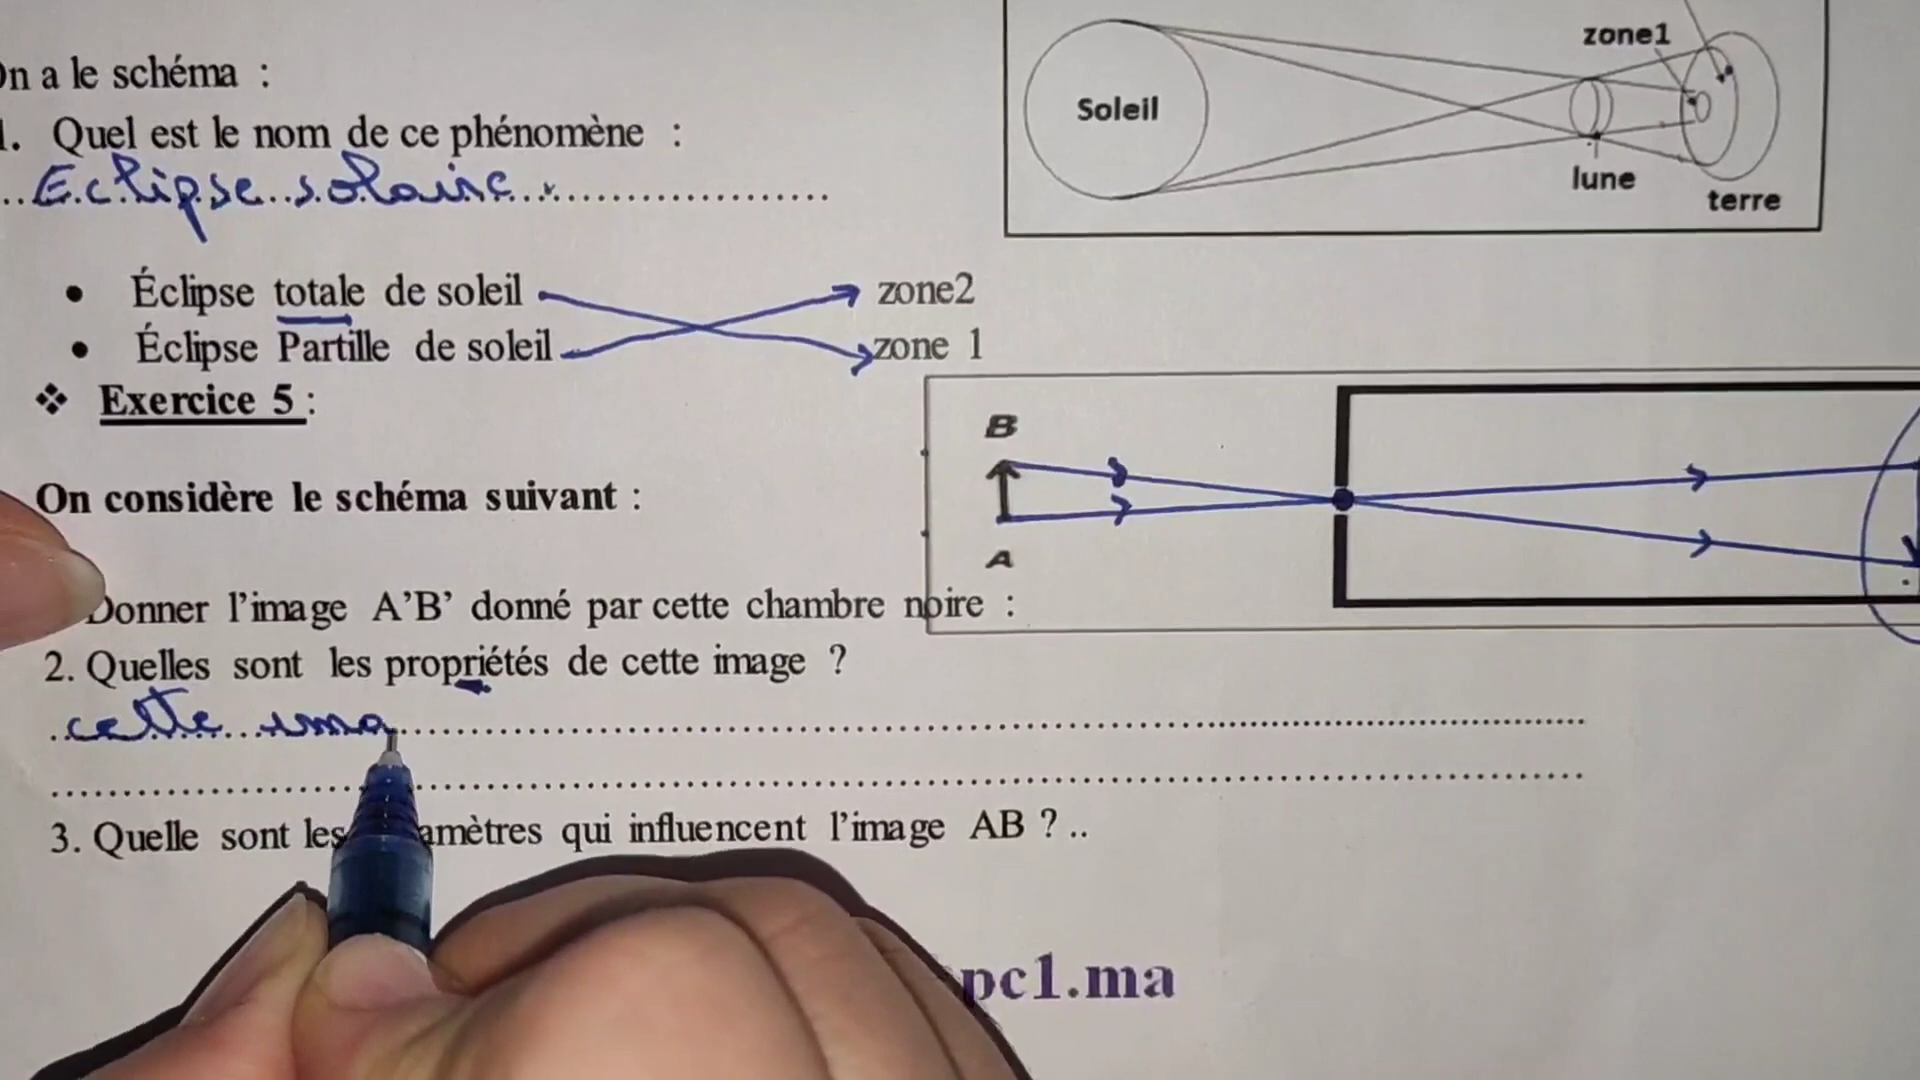 On a le schéma :
1. Quel est le nom de ce phénomène :
Eclipse solaire
zone1
Soleil
lune
terre
• Éclipse totale de soleil zone2
• Éclipse Partille de soleil zone 1
❖ Exercice 5 :
On considère le schéma suivant :
B
A
Donner l'image A'B' donné par cette chambre noire :
2. Quelles sont les propriétés de cette image ?
cette ima
3. Quelle sont les amètres qui influencent l'image AB ? ..
pc1.ma